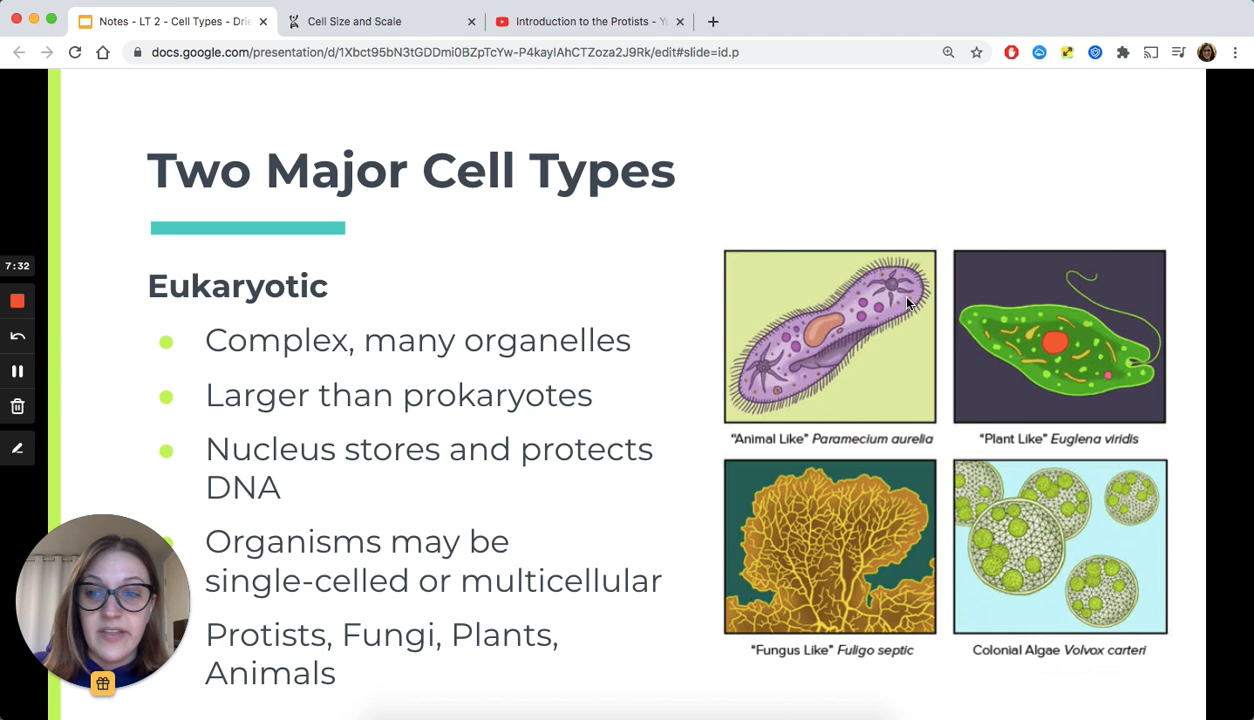 Notes - LT 2 - Cell Types - Drie
Cell Size and Scale
Introduction to the Protists - Yo
docs.google.com/presentation/d/1Xbct95bN3tGDDmi0BZpTcYw-P4kayIAhCTZoza2J9Rk/edit#slide=id.p
Two Major Cell Types
7:32
Eukaryotic
Complex, many organelles
Larger than prokaryotes
Nucleus stores and protects
DNA
Organisms may be
single-celled or multicellular
Protists, Fungi, Plants,
Animals
“Animal Like” Paramecium aurelia
“Plant Like” Euglena viridis
“Fungus Like” Fuligo septic
Colonial Algae Volvox carteri